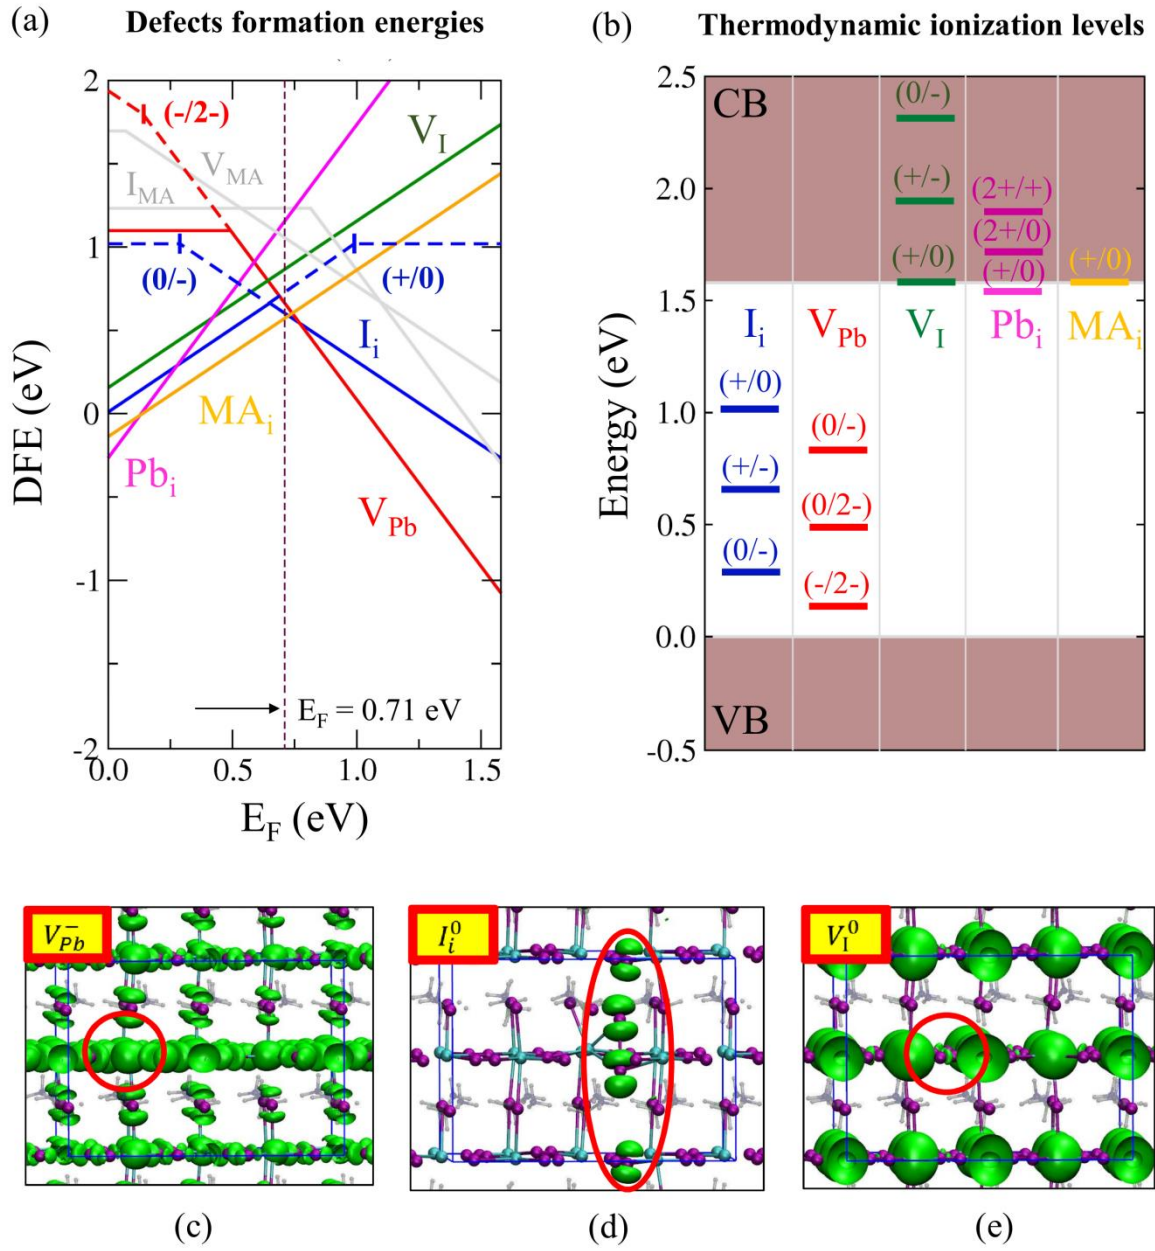 (a) Defects formation energies
2
1
0
-1
-2
DFE (eV)
(-/2-)
V_I
V_MA
I_MA
(0/-)
(+/0)
I_i
MA_i
Pb_i
V_Pb
E_F = 0.71 eV
0.0 0.5 1.0 1.5
E_F (eV)
(b) Thermodynamic ionization levels
2.5
2.0
1.5
1.0
0.5
0.0
-0.5
Energy (eV)
CB
(0/-)
(+/-)
(2+/+)
(2+/0)
(+/0) (+/0) (+/0)
I_i V_Pb V_I Pb_i MA_i
(+/0)
(0/-)
(+/-)
(0/2-)
(0/-)
(-/2-)
VB
V_Pb^-
I_i^0
V_I^0
(c) (d) (e)